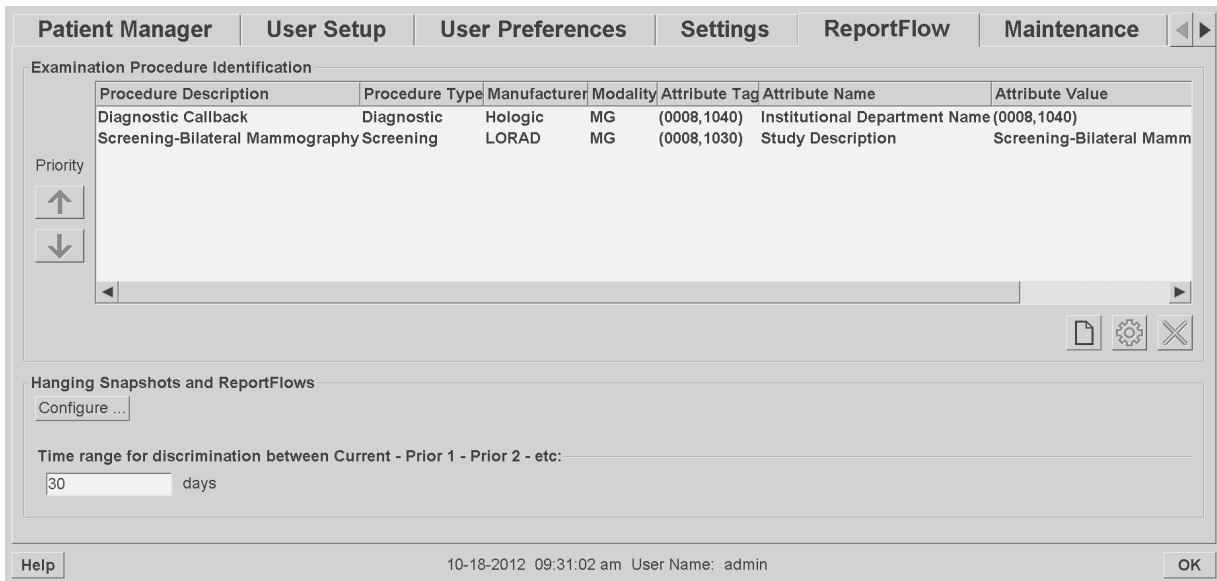 Patient Manager User Setup User Preferences Settings ReportFlow Maintenance
Examination Procedure Identification
Procedure Description Procedure Type Manufacturer Modality Attribute Tag Attribute Name Attribute Value
Diagnostic Callback Diagnostic Hologic MG (0008,1040) Institutional Department Name (0008,1040)
Screening-Bilateral Mammography Screening LORAD MG (0008,1030) Study Description Screening-Bilateral Mamm
Priority
Hanging Snapshots and ReportFlows
Configure ...
Time range for discrimination between Current - Prior 1 - Prior 2 - etc:
30 days
Help 10-18-2012 09:31:02 am User Name: admin OK